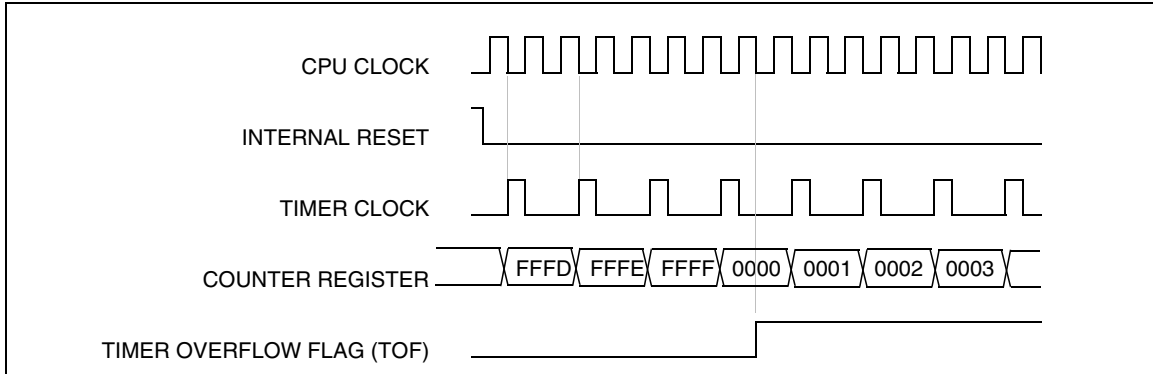 CPU CLOCK
INTERNAL RESET
TIMER CLOCK
COUNTER REGISTER FFFD FFFE FFFF 0000 0001 0002 0003
TIMER OVERFLOW FLAG (TOF)